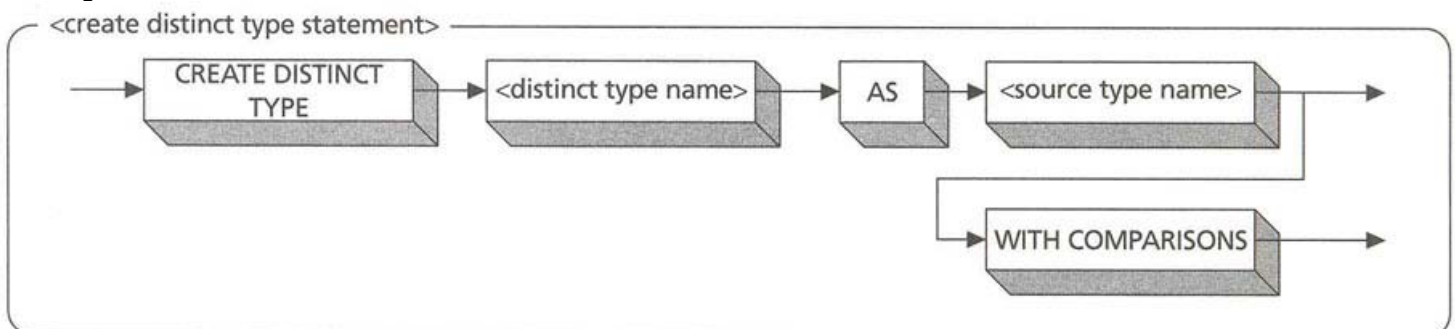 <create distinct type statement>
CREATE DISTINCT
TYPE
<distinct type name>
AS
<source type name>
WITH COMPARISONS